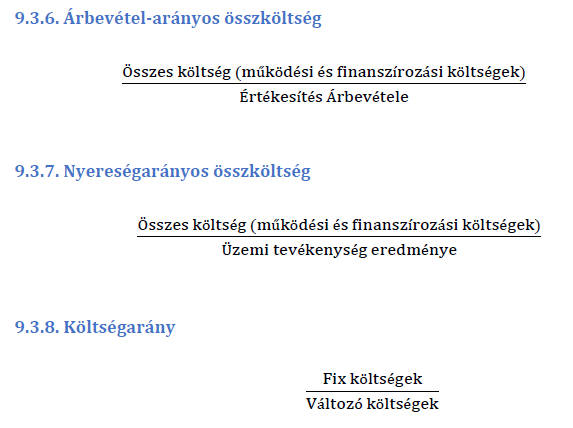 9.3.6. Árbevétel-arányos összköltség
Összes költség (működési és finanszírozási költségek)
Értékesítés Árbevétele
9.3.7. Nyereségarányos összköltség
Összes költség (működési és finanszírozási költségek)
Üzemi tevékenység eredménye
9.3.8. Költségarány
Fix költségek
Változó költségek